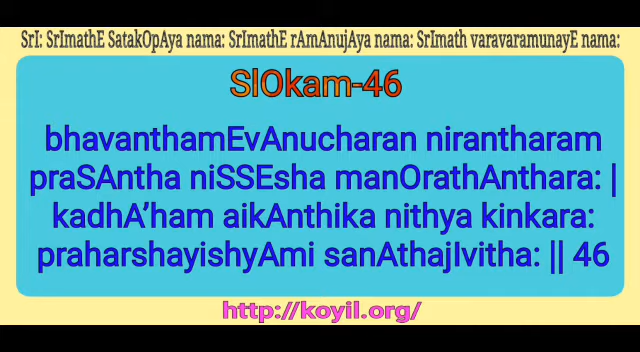 SrI: SrImathE SatakOpAya nama: SrImathE rAmAnujAya nama: SrImath varavaramunayE nama:
SlOkam-46
bhavanthamEvAnucharan nirantharam
praSAntha niSSEsha manOrathAnthara: |
kadhA’ham aikAnthika nithya kinkara:
praharshayishyAmi sanAthajIvitha: || 46
http://koyil.org/